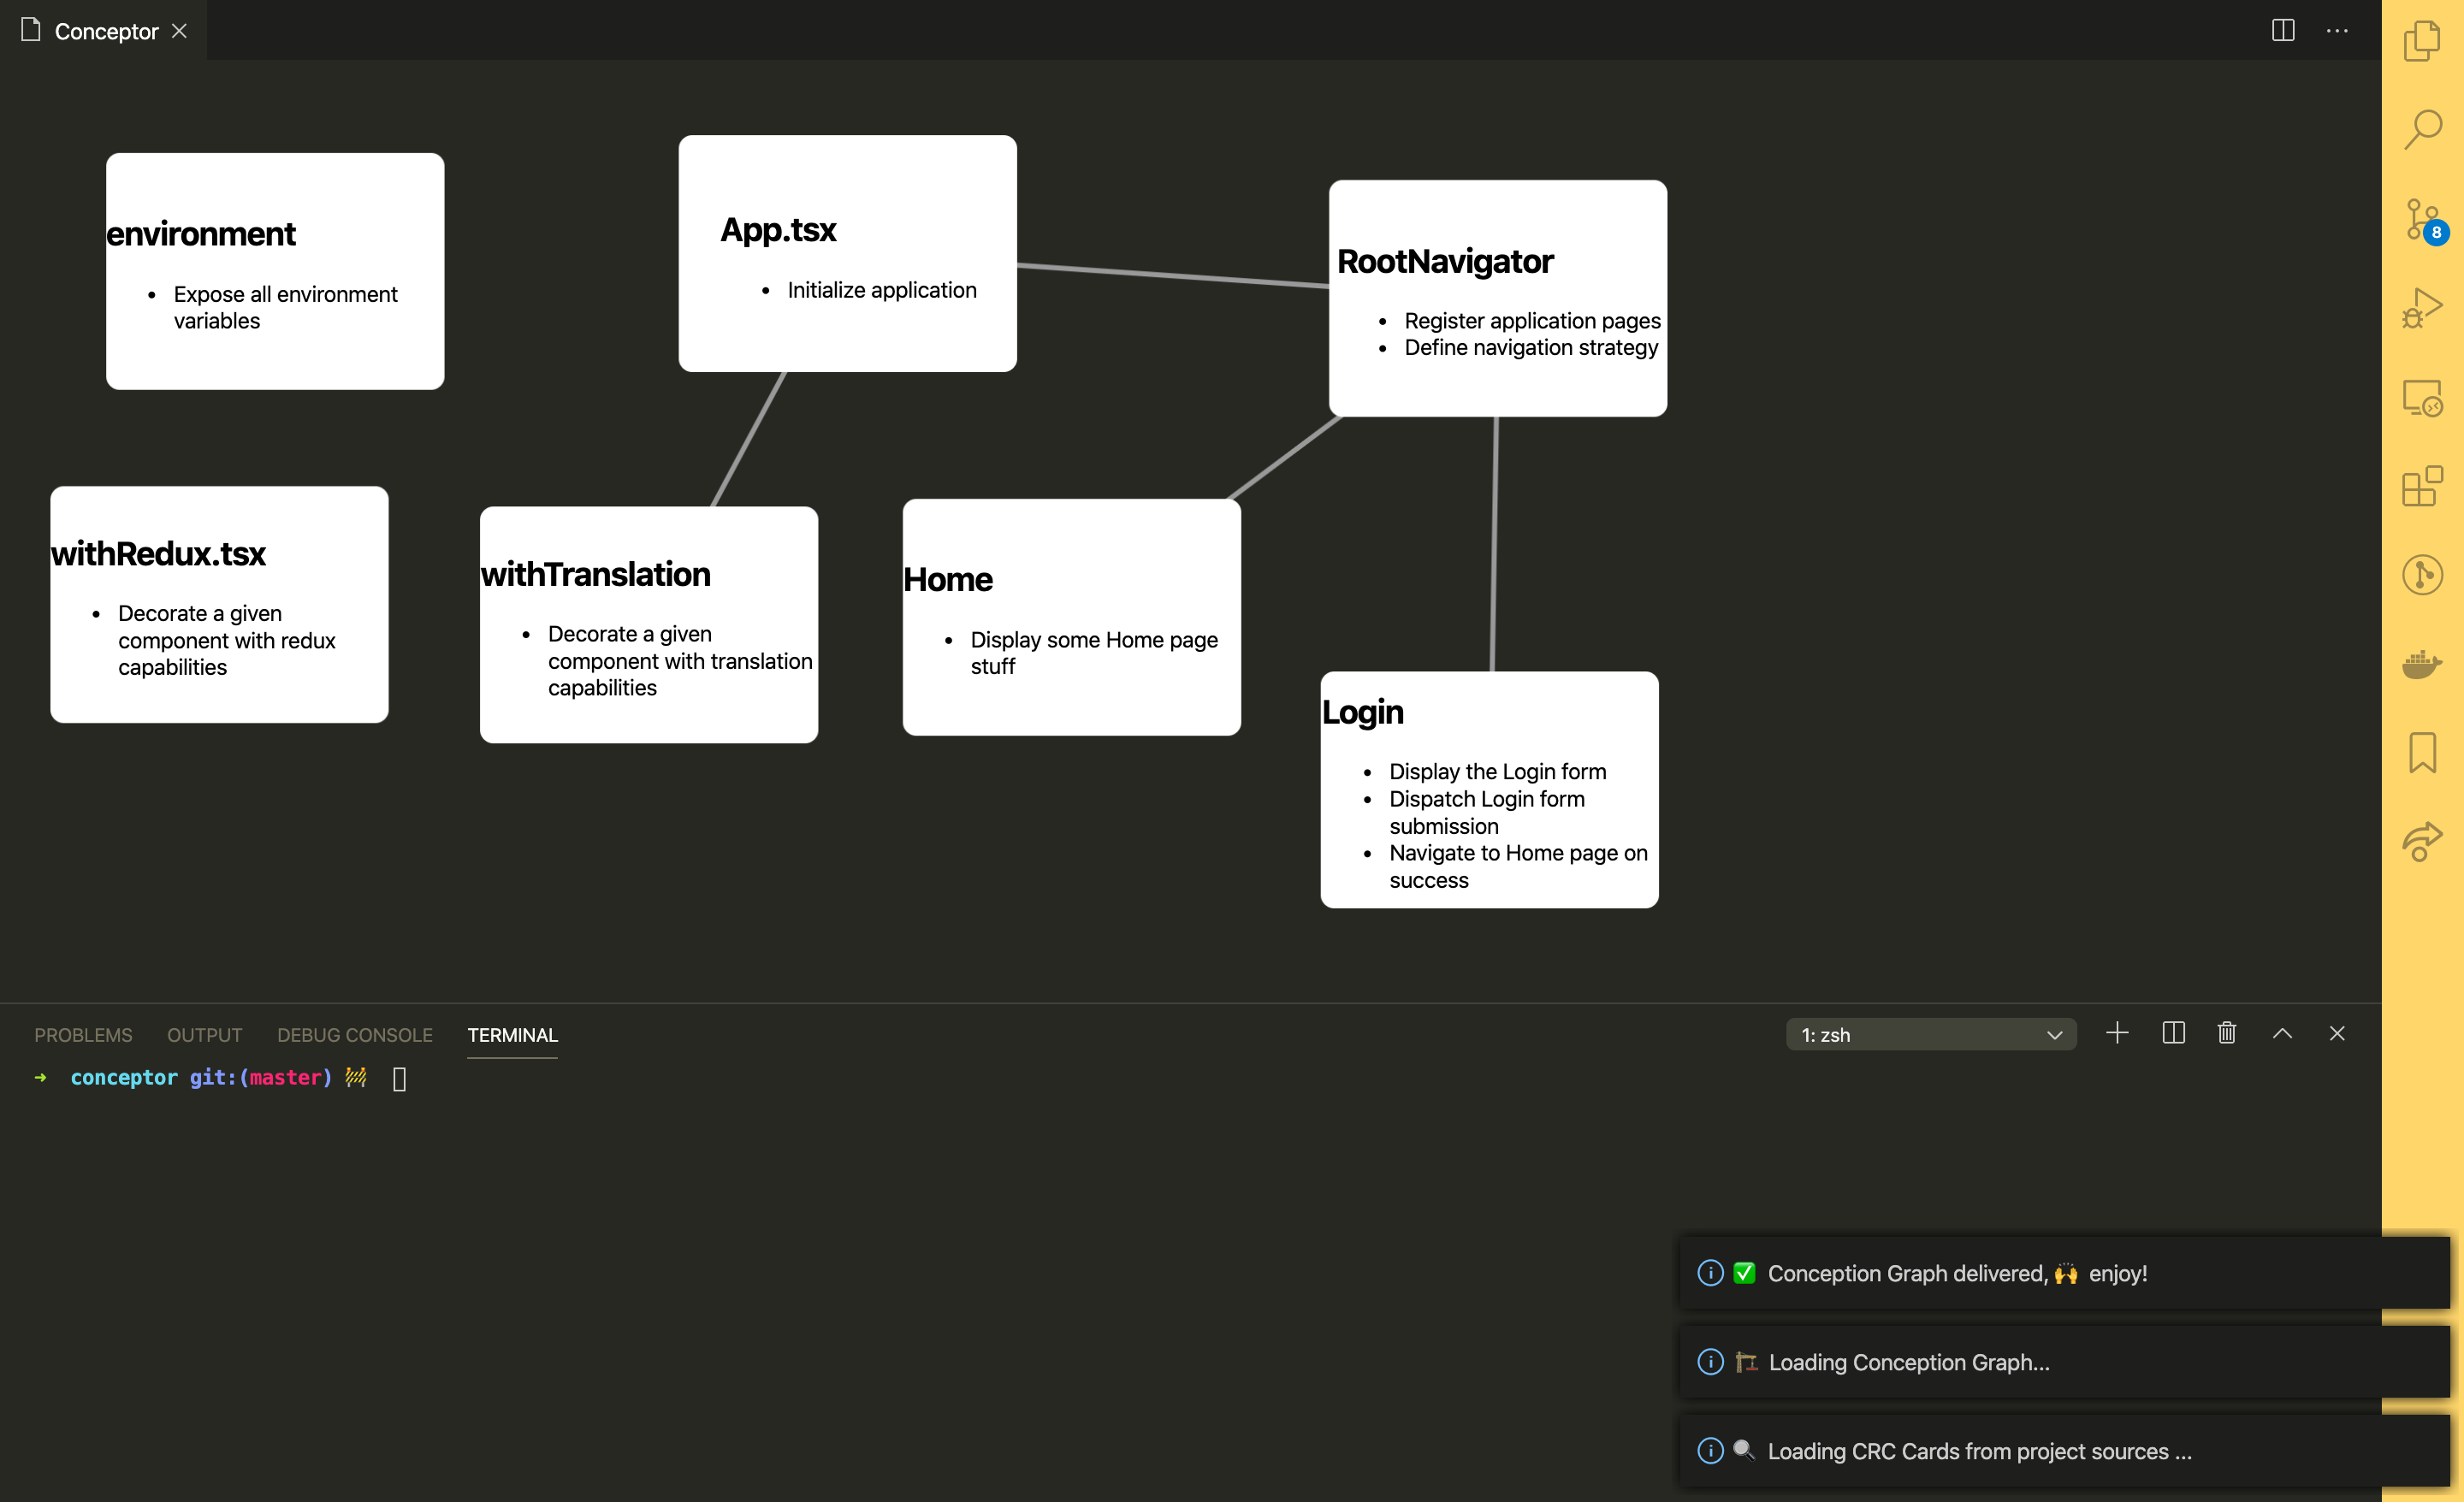 Conceptor
8
environment
• Expose all environment
variables
App.tsx
• Initialize application
RootNavigator
• Register application pages
• Define navigation strategy
withRedux.tsx
• Decorate a given
component with redux
capabilities
withTranslation
• Decorate a given
component with translation
capabilities
Home
• Display some Home page
stuff
Login
• Display the Login form
• Dispatch Login form
submission
• Navigate to Home page on
success
PROBLEMS OUTPUT DEBUG CONSOLE TERMINAL 1: zsh
➜ conceptor git:(master) 🚧
✅ Conception Graph delivered, 🙌 enjoy!
🏗 Loading Conception Graph...
🔍 Loading CRC Cards from project sources ...